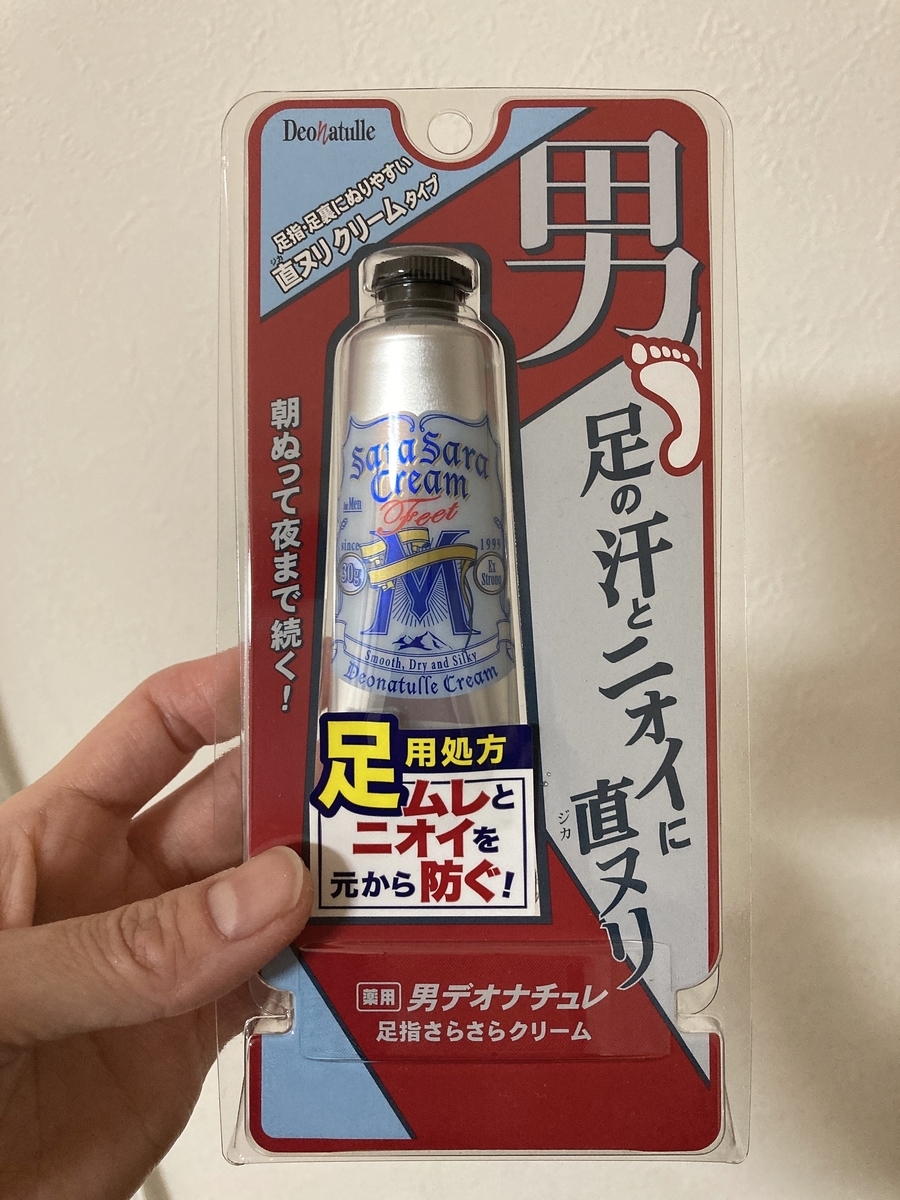 Deonatulle
足指・足裏にぬりやすい
直ヌリ クリームタイプ
ジカ
男
足の汗とニオイに
直ヌリ
ジカ
朝ぬって夜まで続く!
Sara Sara
Cream
for Men
Feet
since 1999
30g
Ex Strong
M
Smooth, Dry and Silky
Deonatulle Cream
足用処方
ムレと
ニオイを
元から防ぐ!
薬用 男デオナチュレ
足指さらさらクリーム